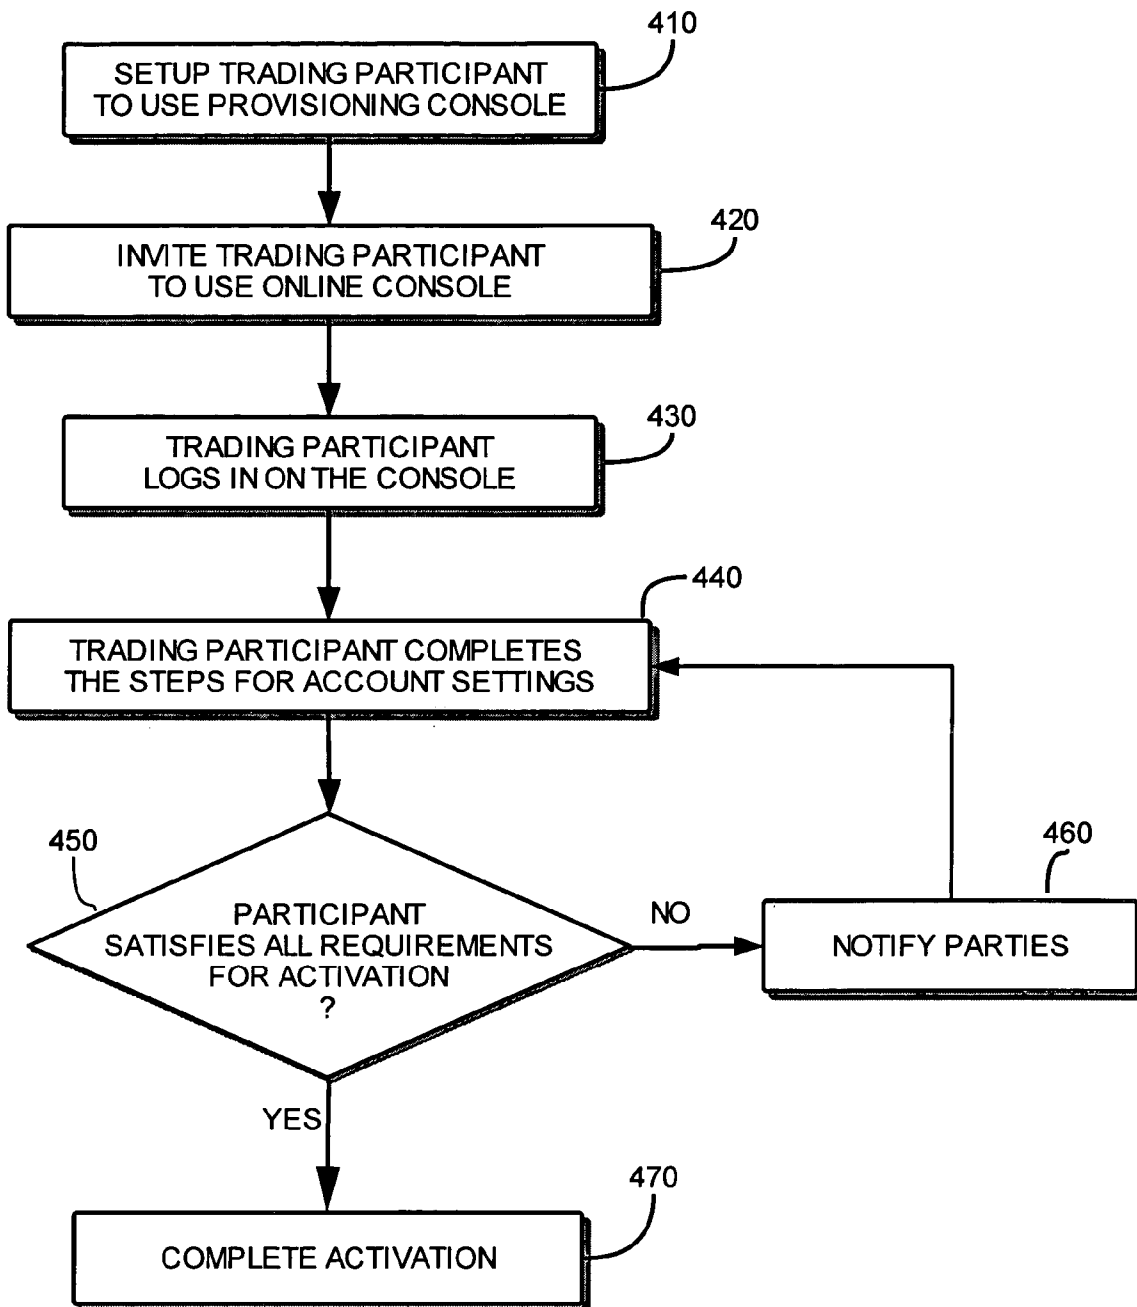 410
SETUP TRADING PARTICIPANT
TO USE PROVISIONING CONSOLE
420
INVITE TRADING PARTICIPANT
TO USE ONLINE CONSOLE
430
TRADING PARTICIPANT
LOGS IN ON THE CONSOLE
440
TRADING PARTICIPANT COMPLETES
THE STEPS FOR ACCOUNT SETTINGS
450
PARTICIPANT
SATISFIES ALL REQUIREMENTS
FOR ACTIVATION
?
NO
460
NOTIFY PARTIES
YES
470
COMPLETE ACTIVATION